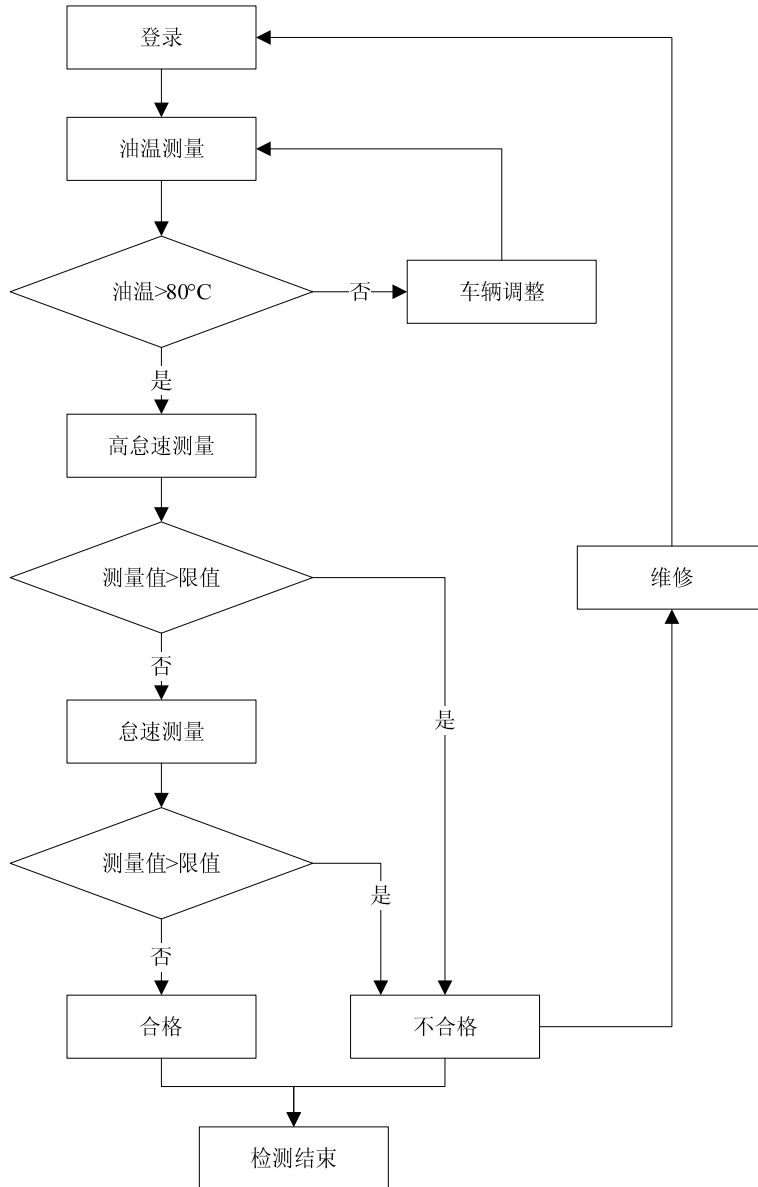 登录
油温测量
油温>80°C
否
车辆调整
是
高怠速测量
测量值>限值
维修
否
是
怠速测量
测量值>限值
是
否
合格
不合格
检测结束